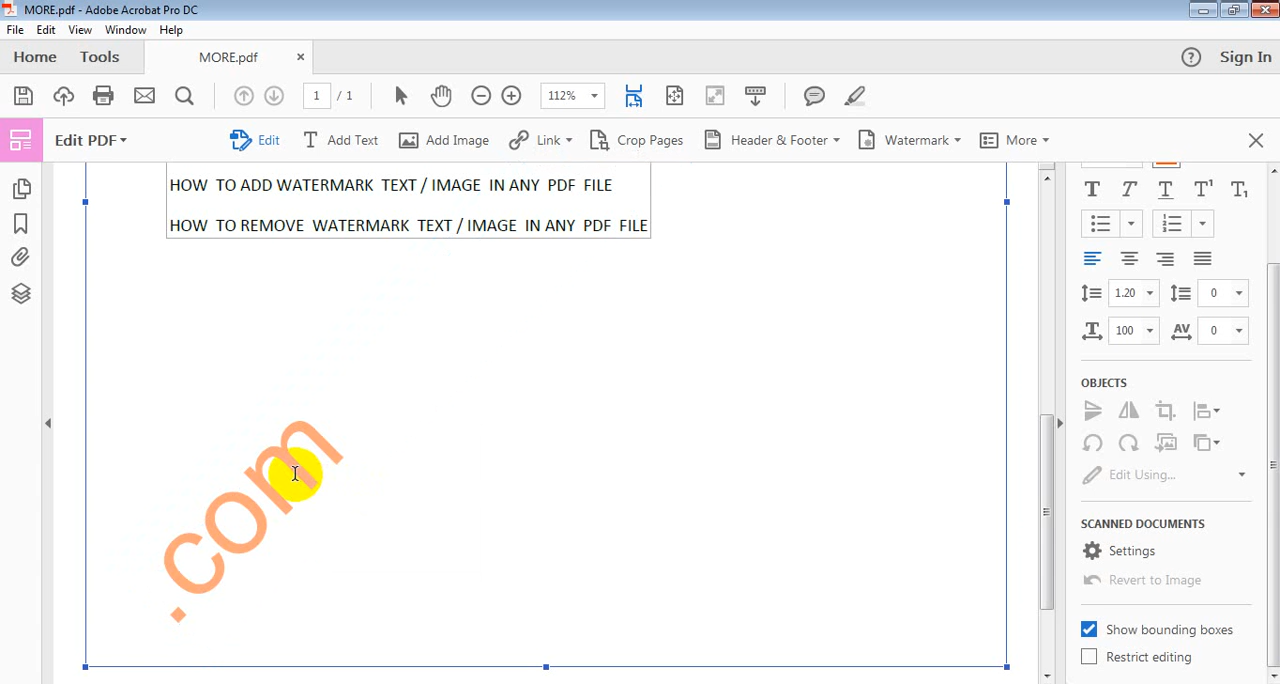 MORE.pdf - Adobe Acrobat Pro DC
File Edit View Window Help
Home Tools MORE.pdf × Sign In
1 / 1 112%
Edit PDF Edit Add Text Add Image Link Crop Pages Header & Footer Watermark More
HOW TO ADD WATERMARK TEXT / IMAGE IN ANY PDF FILE
HOW TO REMOVE WATERMARK TEXT / IMAGE IN ANY PDF FILE
.com
T T T T¹ T₁
1.20 0
100 AV 0
OBJECTS
Edit Using...
SCANNED DOCUMENTS
Settings
Revert to Image
Show bounding boxes
Restrict editing